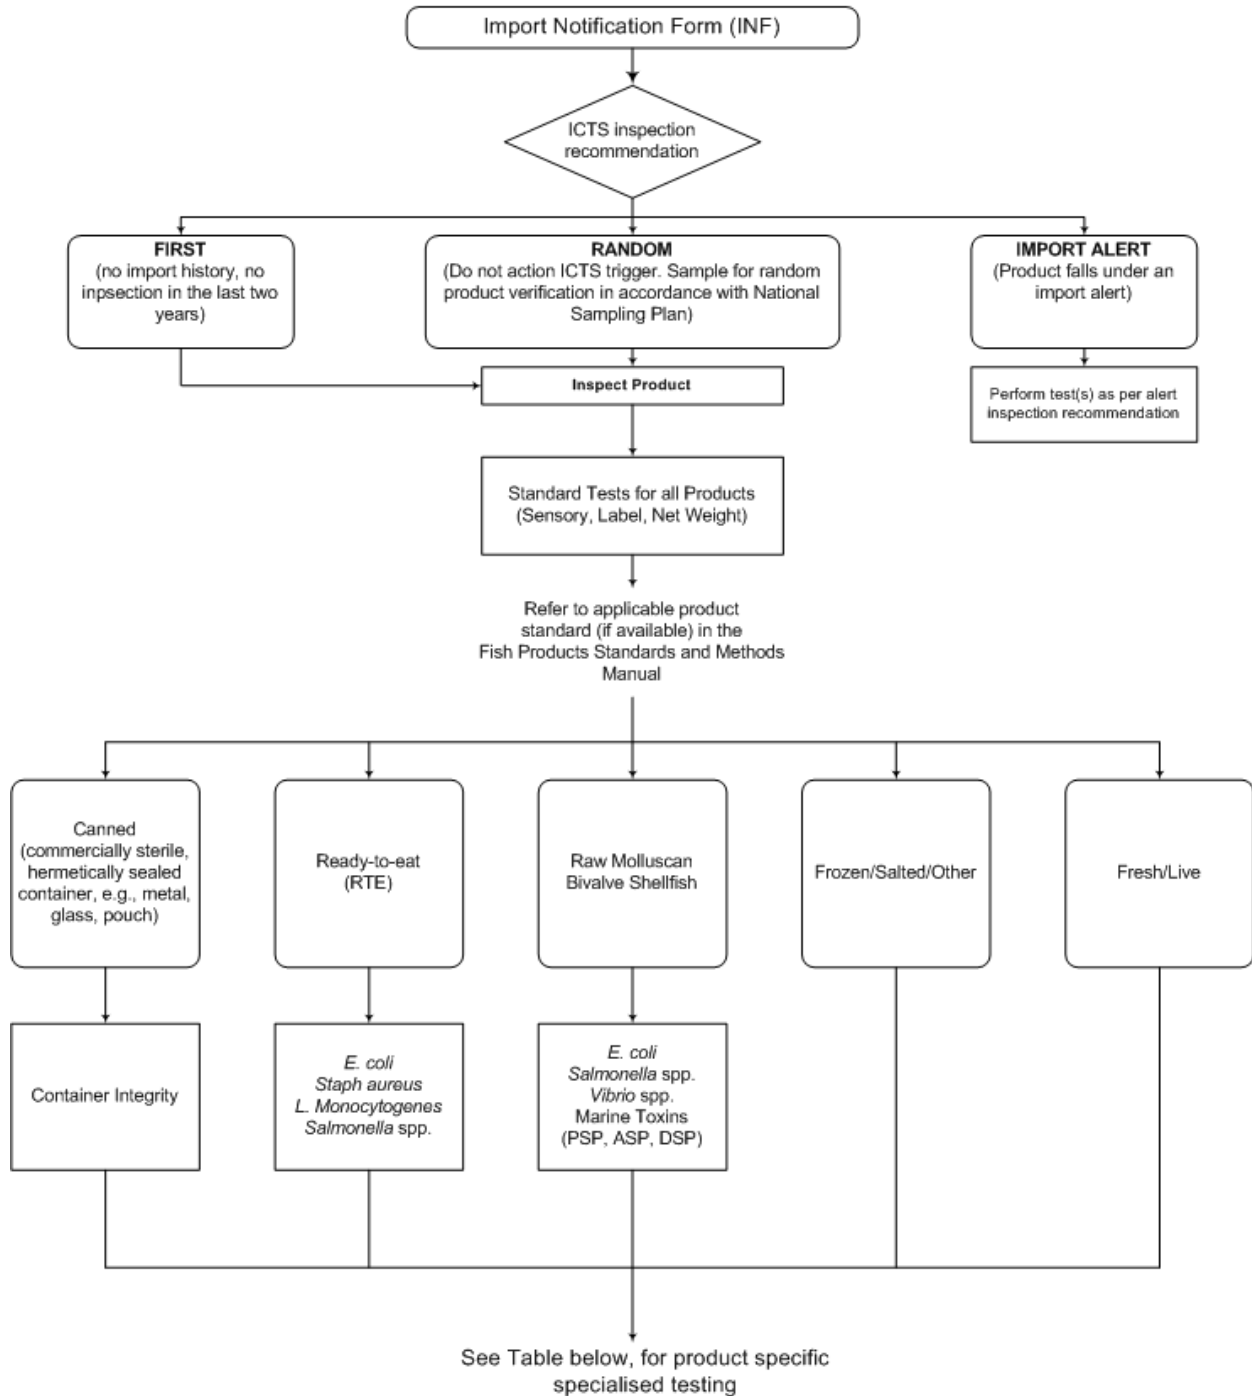 Import Notification Form (INF)
ICTS inspection
recommendation
FIRST
(no import history, no
inpsection in the last two
years)
RANDOM
(Do not action ICTS trigger. Sample for random
product verification in accordance with National
Sampling Plan)
IMPORT ALERT
(Product falls under an
import alert)
Inspect Product
Perform test(s) as per alert
inspection recommendation
Standard Tests for all Products
(Sensory, Label, Net Weight)
Refer to applicable product
standard (if available) in the
Fish Products Standards and Methods
Manual
Canned
(commercially sterile,
hermetically sealed
container, e.g., metal,
glass, pouch)
Ready-to-eat
(RTE)
Raw Molluscan
Bivalve Shellfish
Frozen/Salted/Other
Fresh/Live
Container Integrity
E. coli
Staph aureus
L. Monocytogenes
Salmonella spp.
E. coli
Salmonella spp.
Vibrio spp.
Marine Toxins
(PSP, ASP, DSP)
See Table below, for product specific
specialised testing